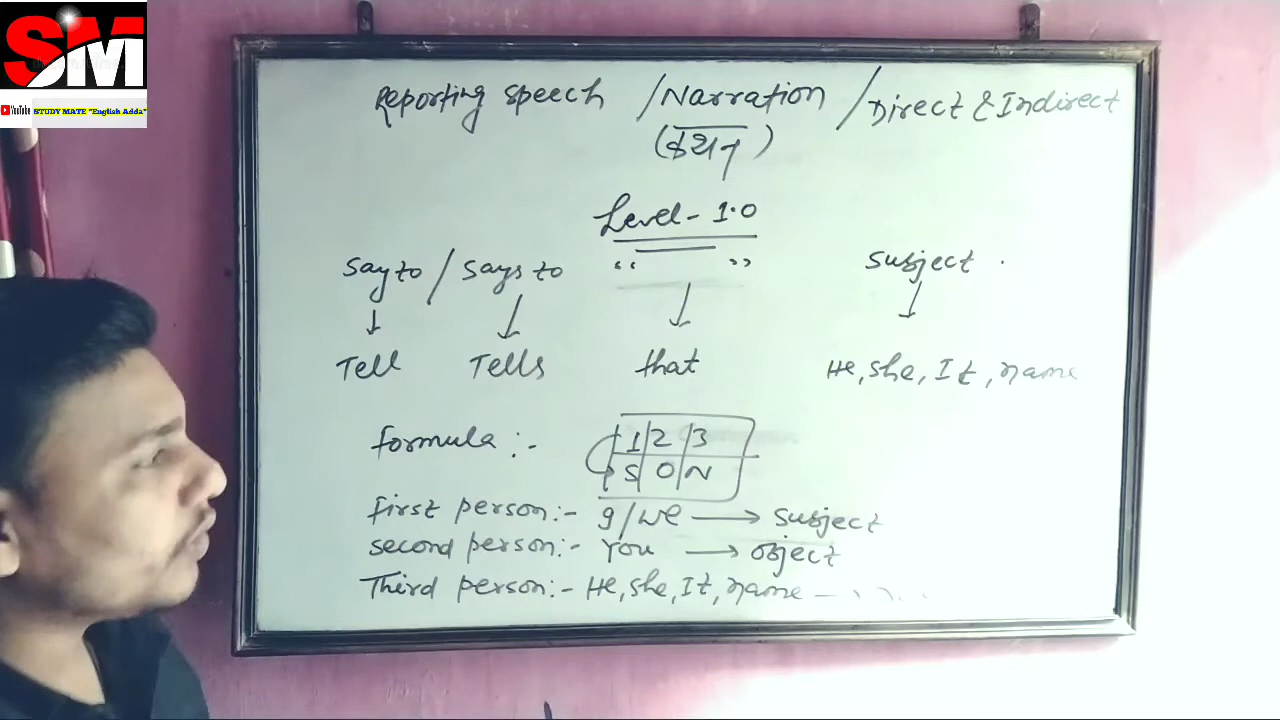 SM
YouTube STUDY MATE "English Adda"
Reporting speech / Narration / Direct & Indirect
(कथन)
Level - 1.0
Say to / Says to “ ” Subject
↓ ↓ ↓ ↓
Tell Tells that He, she, It, name
formula :- 1 2 3
S O N
first person:- I/we → Subject
second person:- You → object
Third person:- He, she, It, name